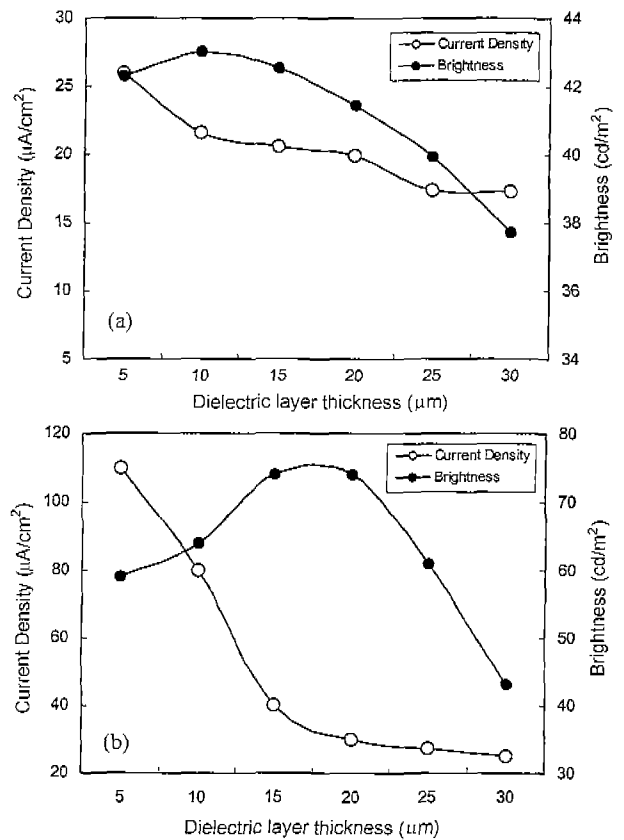 30
25
20
15
10
5
44
42
40
38
36
34
Current Density (μA/cm²)
Brightness (cd/m²)
Current Density
Brightness
(a)
5 10 15 20 25 30
Dielectric layer thickness (μm)
120
100
80
60
40
20
80
70
60
50
40
30
Current Density (μA/cm²)
Brightness (cd/m²)
Current Density
Brightness
(b)
5 10 15 20 25 30
Dielectric layer thickness (μm)